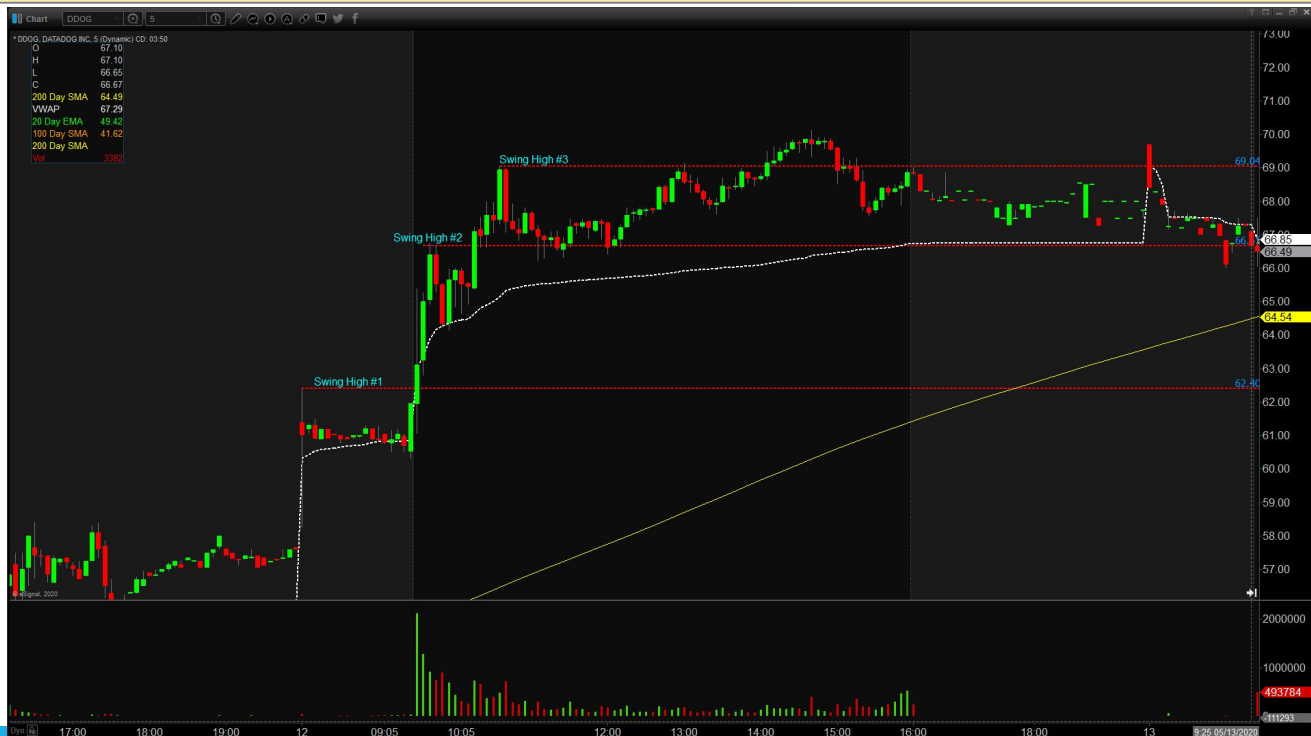 Chart DDOG 5
* DDOG, DATADOG INC, 5 (Dynamic) CD: 03:50
O 67.10
H 67.10
L 66.65
C 66.67
200 Day SMA 64.49
VWAP 67.29
20 Day EMA 49.42
100 Day SMA 41.62
200 Day SMA
Vol 3382
73.00
72.00
71.00
70.00
Swing High #3
69.04
69.00
68.00
Swing High #2
66.85
66.49
66.00
65.00
64.54
64.00
63.00
Swing High #1
62.40
62.00
61.00
60.00
59.00
58.00
57.00
© eSignal, 2020
2000000
1000000
493784
-111293
Dyn
17:00 18:00 19:00 12 09:05 10:05 12:00 13:00 14:00 15:00 16:00 18:00 13 9:25 05/13/2020